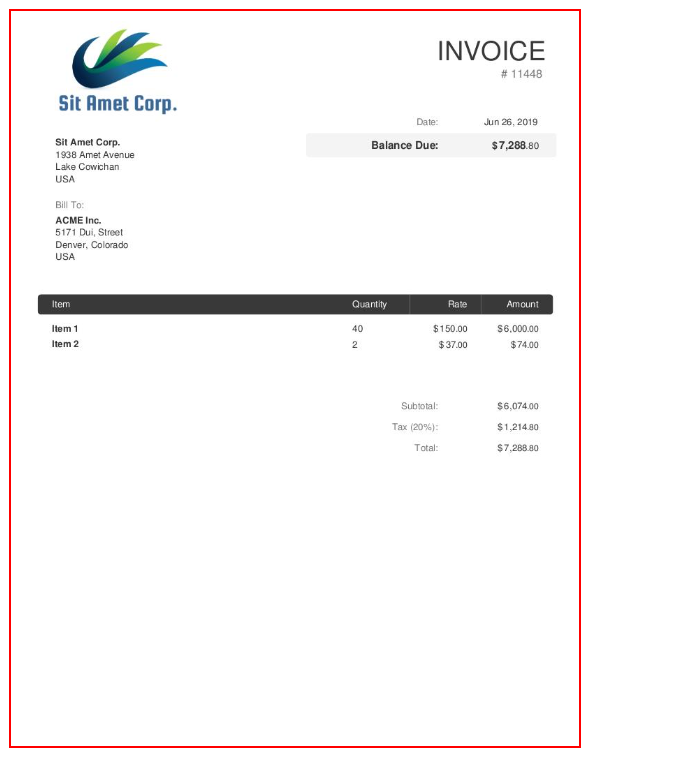 Sit Amet Corp.
INVOICE
# 11448
Date: Jun 26, 2019
Balance Due: $7,288.80
Sit Amet Corp.
1938 Amet Avenue
Lake Cowichan
USA
Bill To:
ACME Inc.
5171 Dui, Street
Denver, Colorado
USA
Item Quantity Rate Amount
Item 1 40 $150.00 $6,000.00
Item 2 2 $37.00 $74.00
Subtotal: $6,074.00
Tax (20%): $1,214.80
Total: $7,288.80